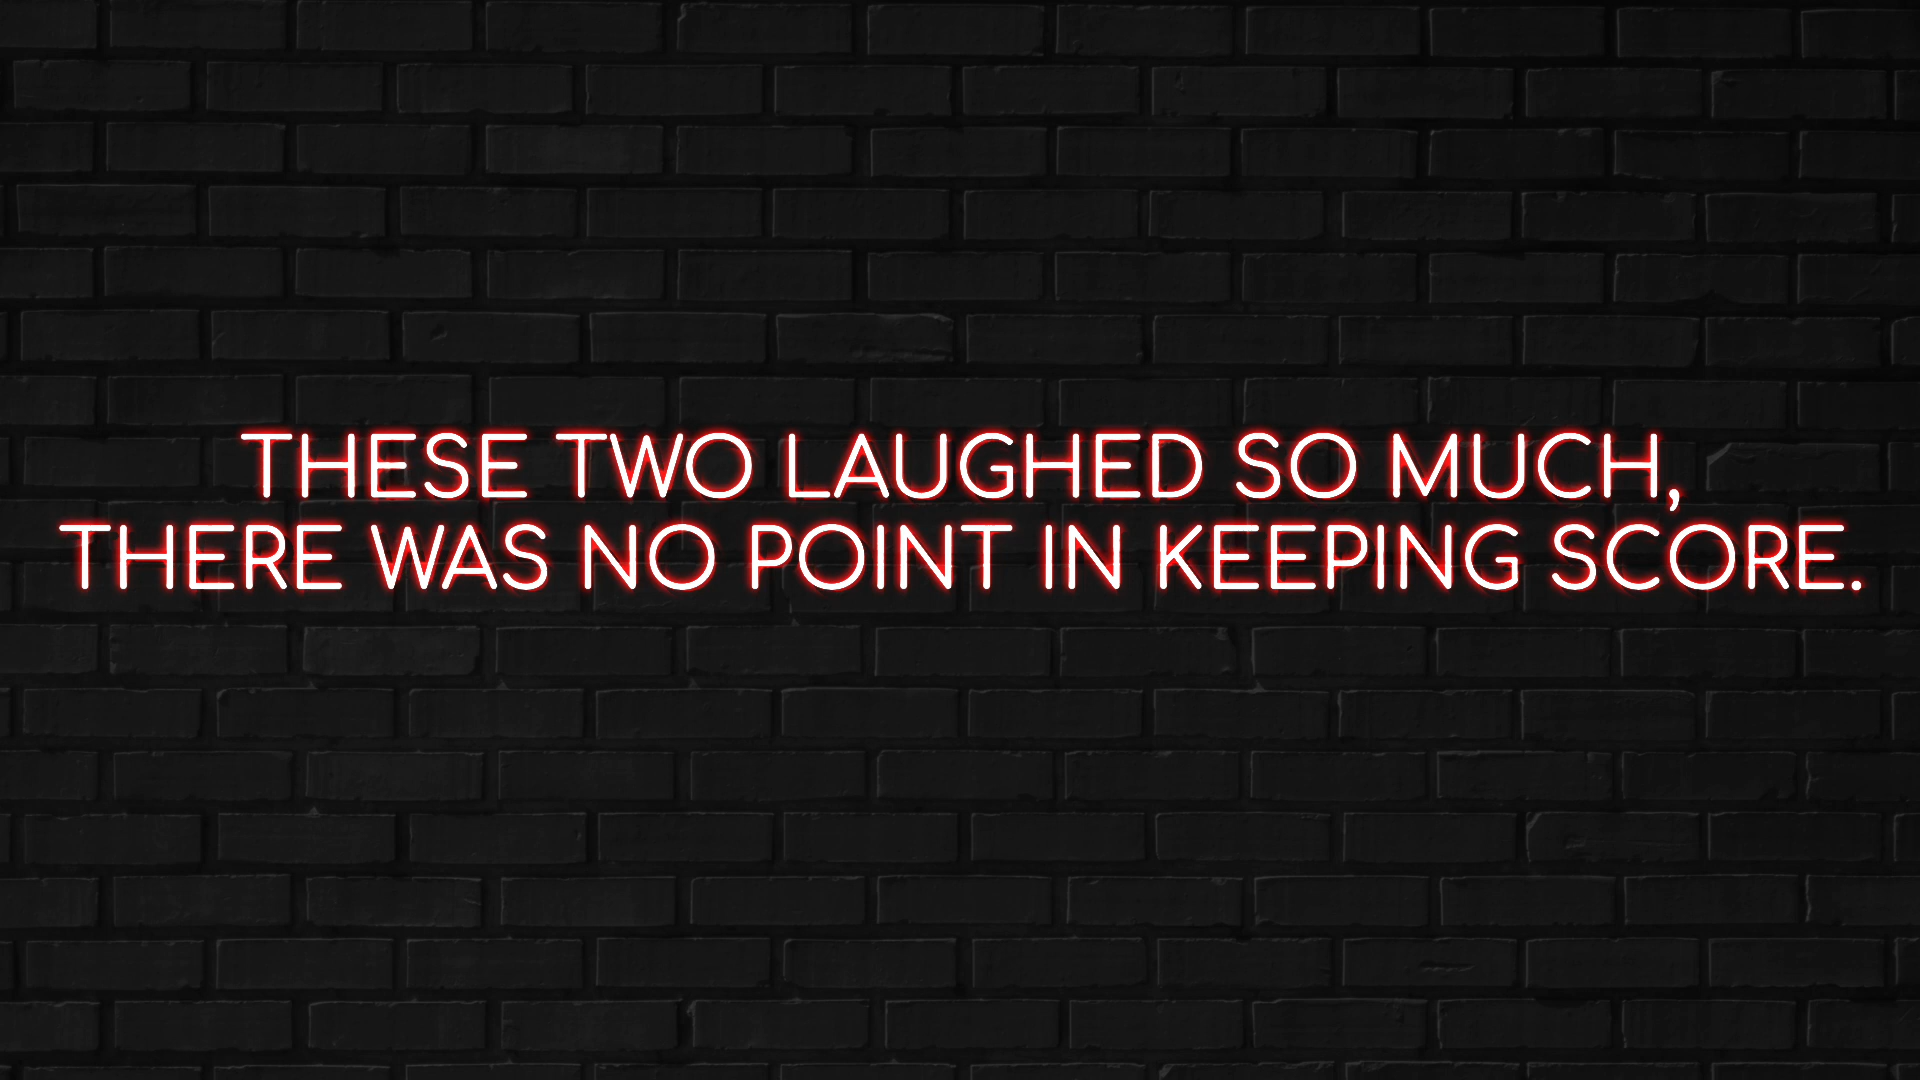 THESE TWO LAUGHED SO MUCH,
THERE WAS NO POINT IN KEEPING SCORE.